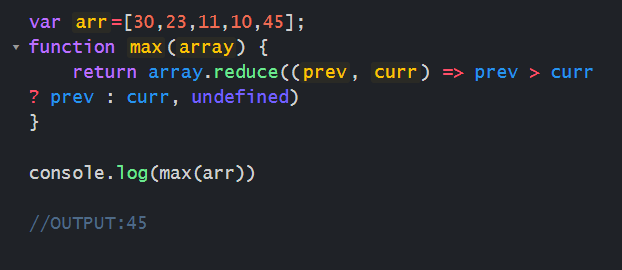 var arr=[30,23,11,10,45];
function max(array) {
    return array.reduce((prev, curr) => prev > curr
? prev : curr, undefined)
}
console.log(max(arr))
//OUTPUT:45